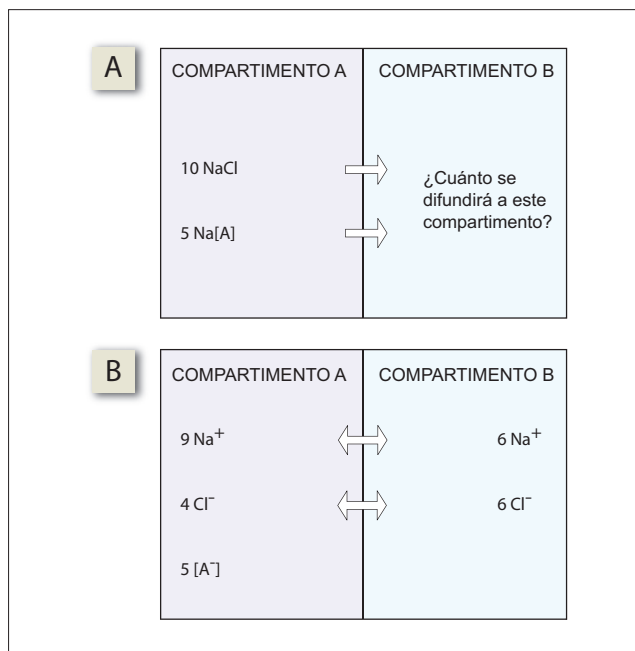 A
COMPARTIMENTO A
COMPARTIMENTO B
10 NaCl
5 Na[A]
¿Cuánto se
difundirá a este
compartimento?
B
COMPARTIMENTO A
COMPARTIMENTO B
9 Na⁺
6 Na⁺
4 Cl⁻
6 Cl⁻
5 [A⁻]